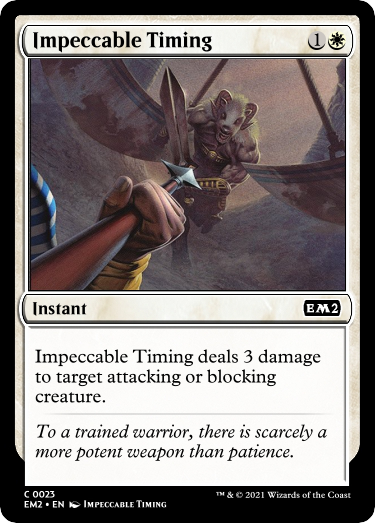 Impeccable Timing 1
Instant EM2
Impeccable Timing deals 3 damage
to target attacking or blocking
creature.
To a trained warrior, there is scarcely a
more potent weapon than patience.
C 0023
EM2 • EN Impeccable Timing
™ & © 2021 Wizards of the Coast